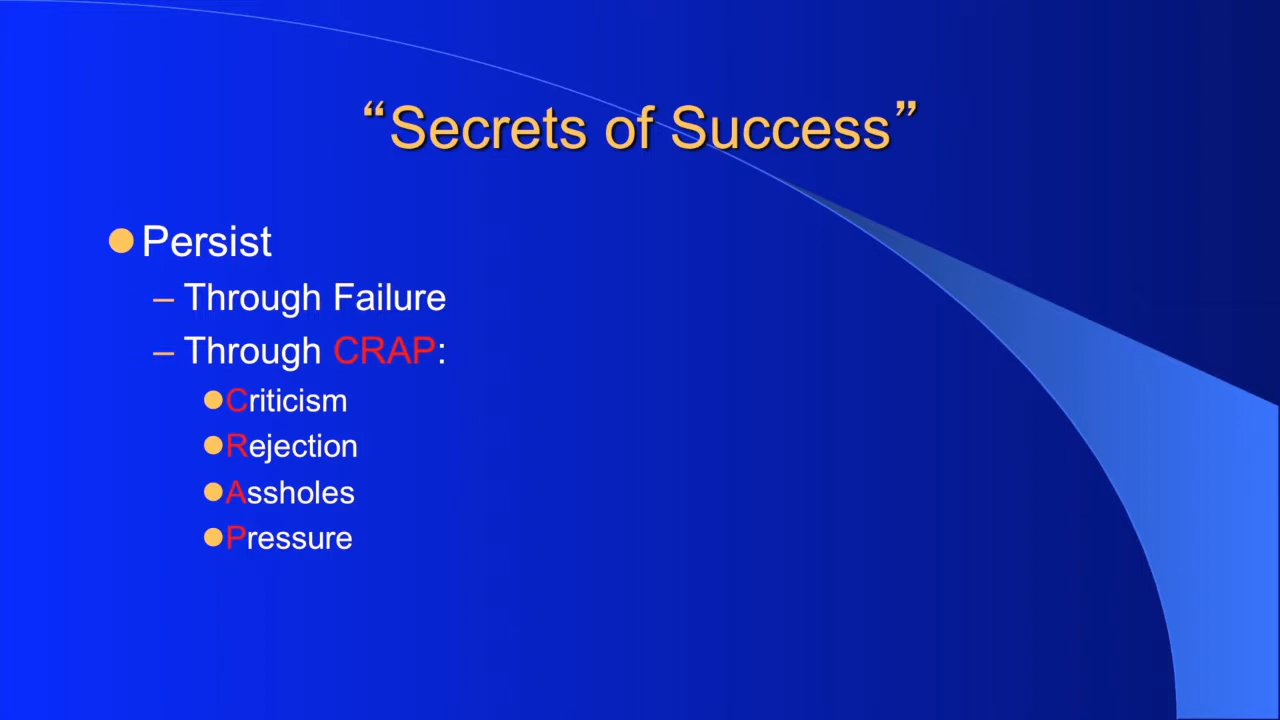 “Secrets of Success”
Persist
– Through Failure
– Through CRAP:
Criticism
Rejection
Assholes
Pressure